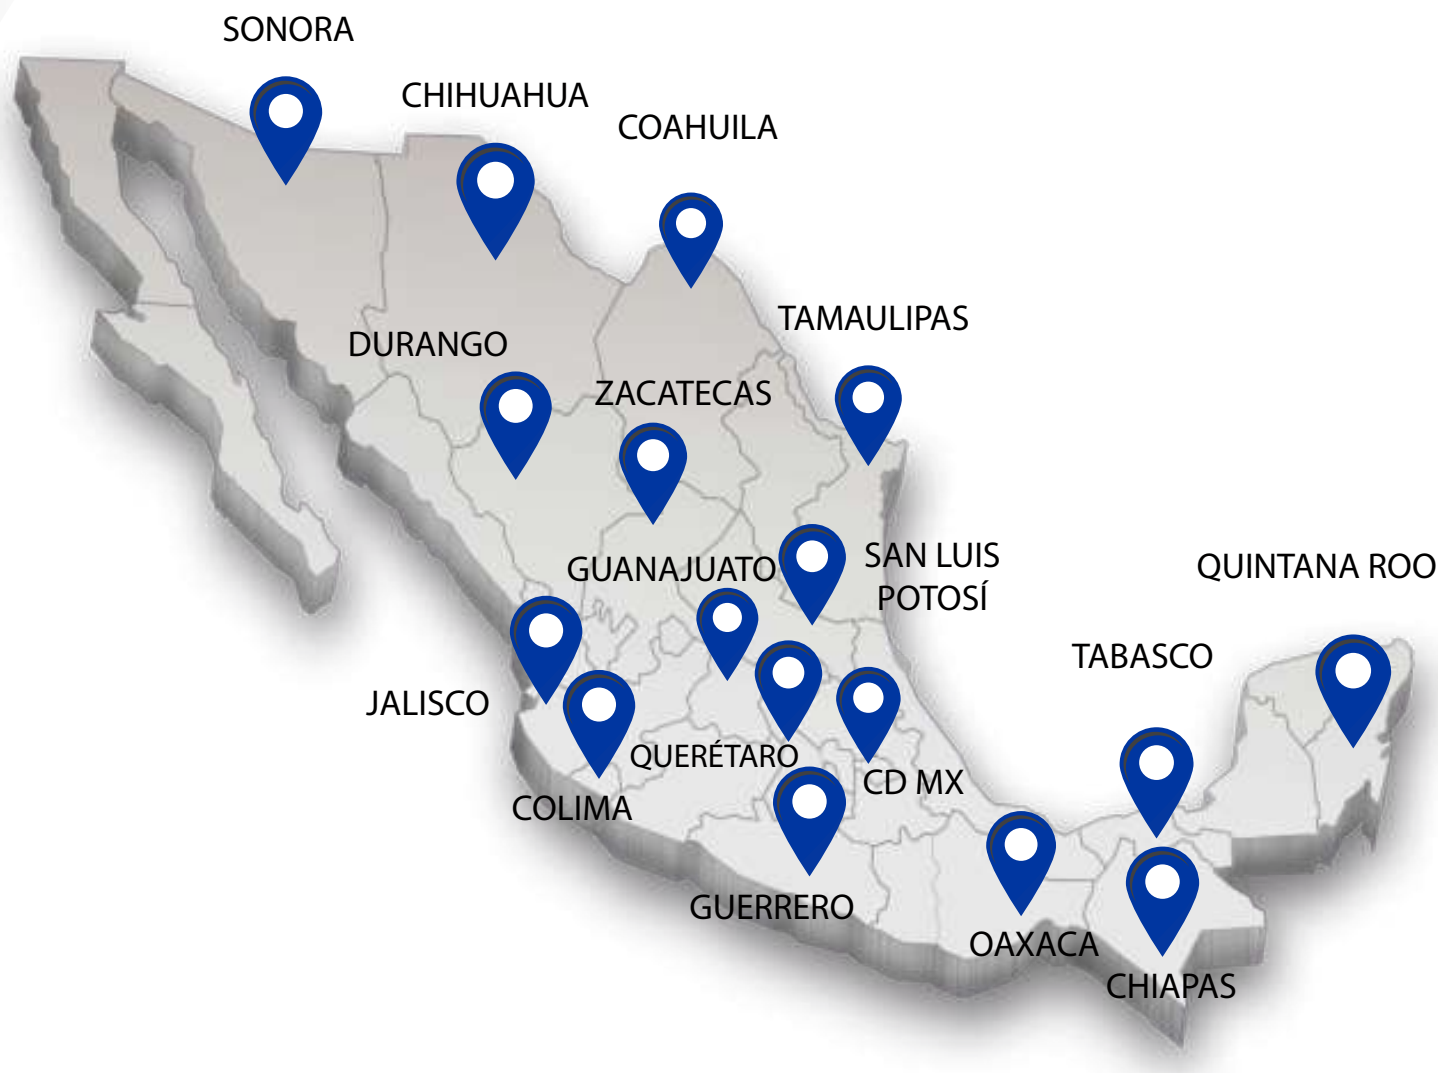 SONORA
CHIHUAHUA
COAHUILA
TAMAULIPAS
DURANGO
ZACATECAS
SAN LUIS
POTOSÍ
GUANAJUATO
QUINTANA ROO
TABASCO
JALISCO
QUERÉTARO
CD MX
COLIMA
GUERRERO
OAXACA
CHIAPAS